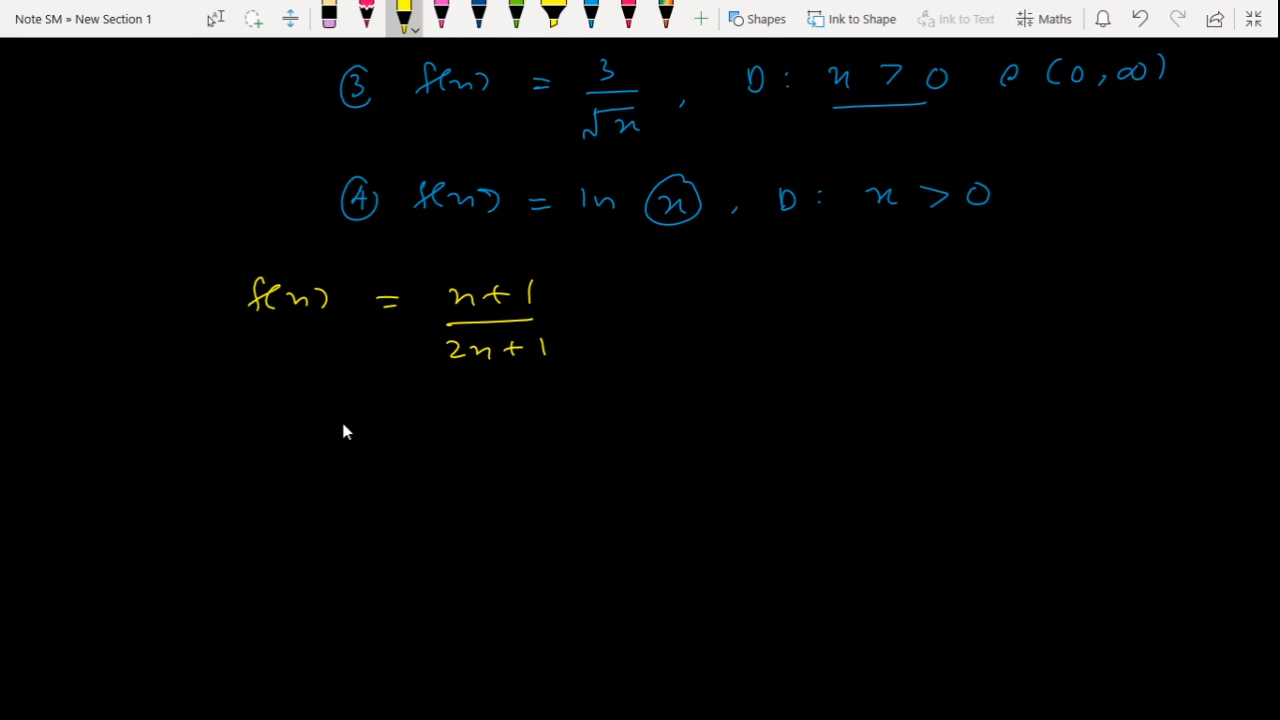 Note SM » New Section 1 Shapes Ink to Shape Ink to Text Maths
③ f(x) = 3/√x , D : x > 0 @ (0, ∞)
④ f(x) = ln x , D : x > 0
f(x) = x+1
2x+1